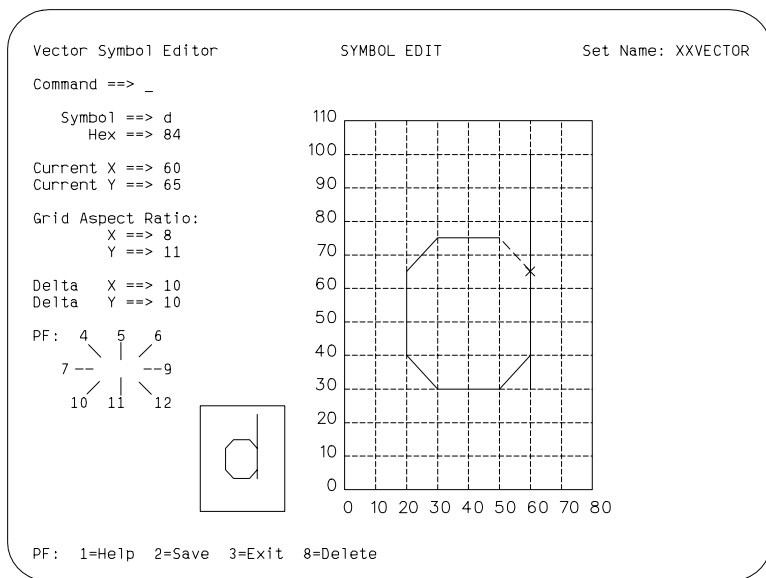 Vector Symbol Editor SYMBOL EDIT Set Name: XXVECTOR
Command ==> _
Symbol ==> d
Hex ==> 84
Current X ==> 60
Current Y ==> 65
Grid Aspect Ratio:
X ==> 8
Y ==> 11
Delta X ==> 10
Delta Y ==> 10
PF: 4 5 6
7 -- --9
10 11 12
110
100
90
80
70
60
50
40
30
20
10
0
0 10 20 30 40 50 60 70 80
d
PF: 1=Help 2=Save 3=Exit 8=Delete